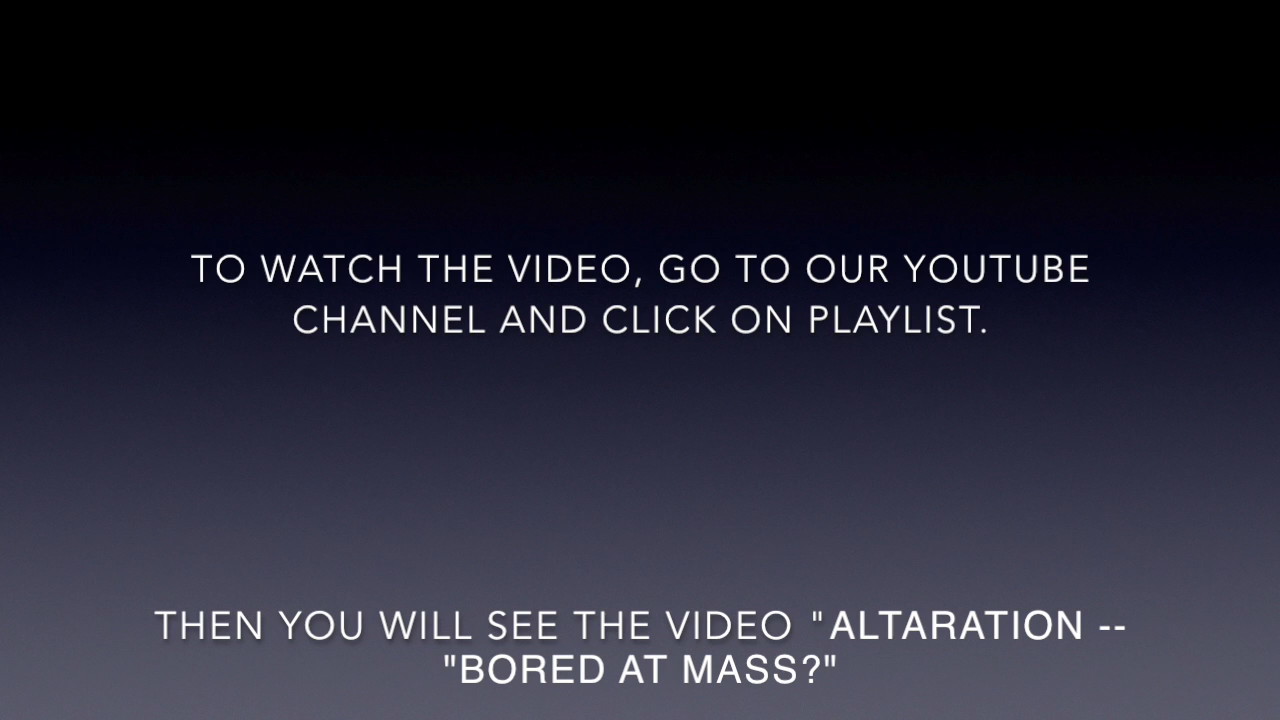 TO WATCH THE VIDEO, GO TO OUR YOUTUBE
CHANNEL AND CLICK ON PLAYLIST.
THEN YOU WILL SEE THE VIDEO "ALTARATION --
"BORED AT MASS?"